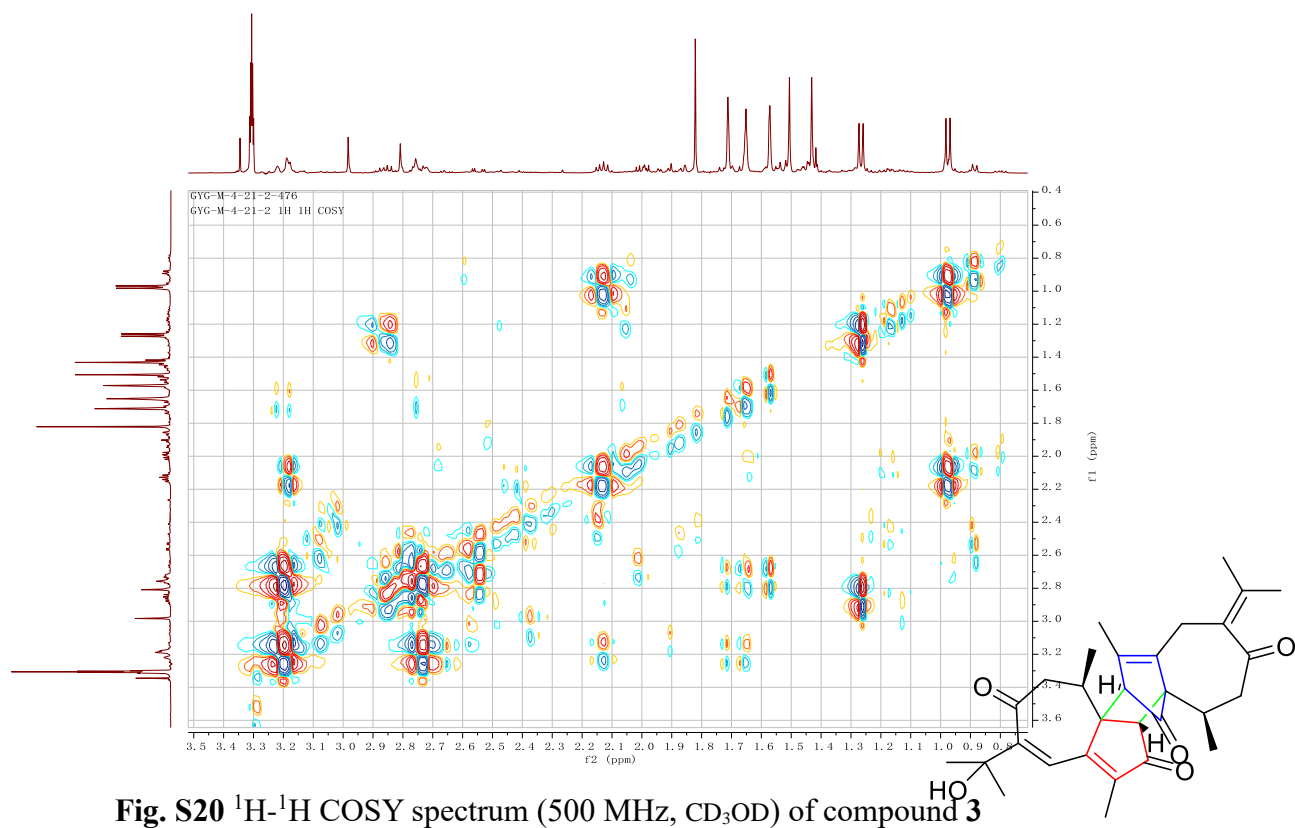 GYG-M-4-21-2-476
GYG-M-4-21-2 1H 1H COSY
0.4
0.6
0.8
1.0
1.2
1.4
1.6
1.8
2.0
2.2
2.4
2.6
2.8
3.0
3.2
3.4
3.6
f1 (ppm)
3.5 3.4 3.3 3.2 3.1 3.0 2.9 2.8 2.7 2.6 2.5 2.4 2.3 2.2 2.1 2.0 1.9 1.8 1.7 1.6 1.5 1.4 1.3 1.2 1.1 1.0 0.9 0.8
f2 (ppm)
O
H
O
H
O
O
HO
Fig. S20 ¹H-¹H COSY spectrum (500 MHz, CD₃OD) of compound 3